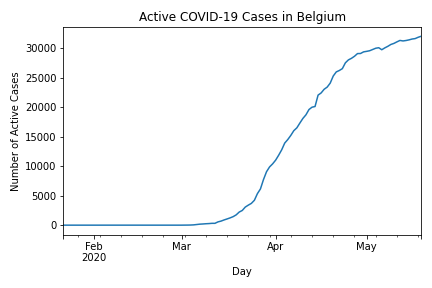 Active COVID-19 Cases in Belgium
Number of Active Cases
30000
25000
20000
15000
10000
5000
0
Feb
2020
Mar
Apr
May
Day